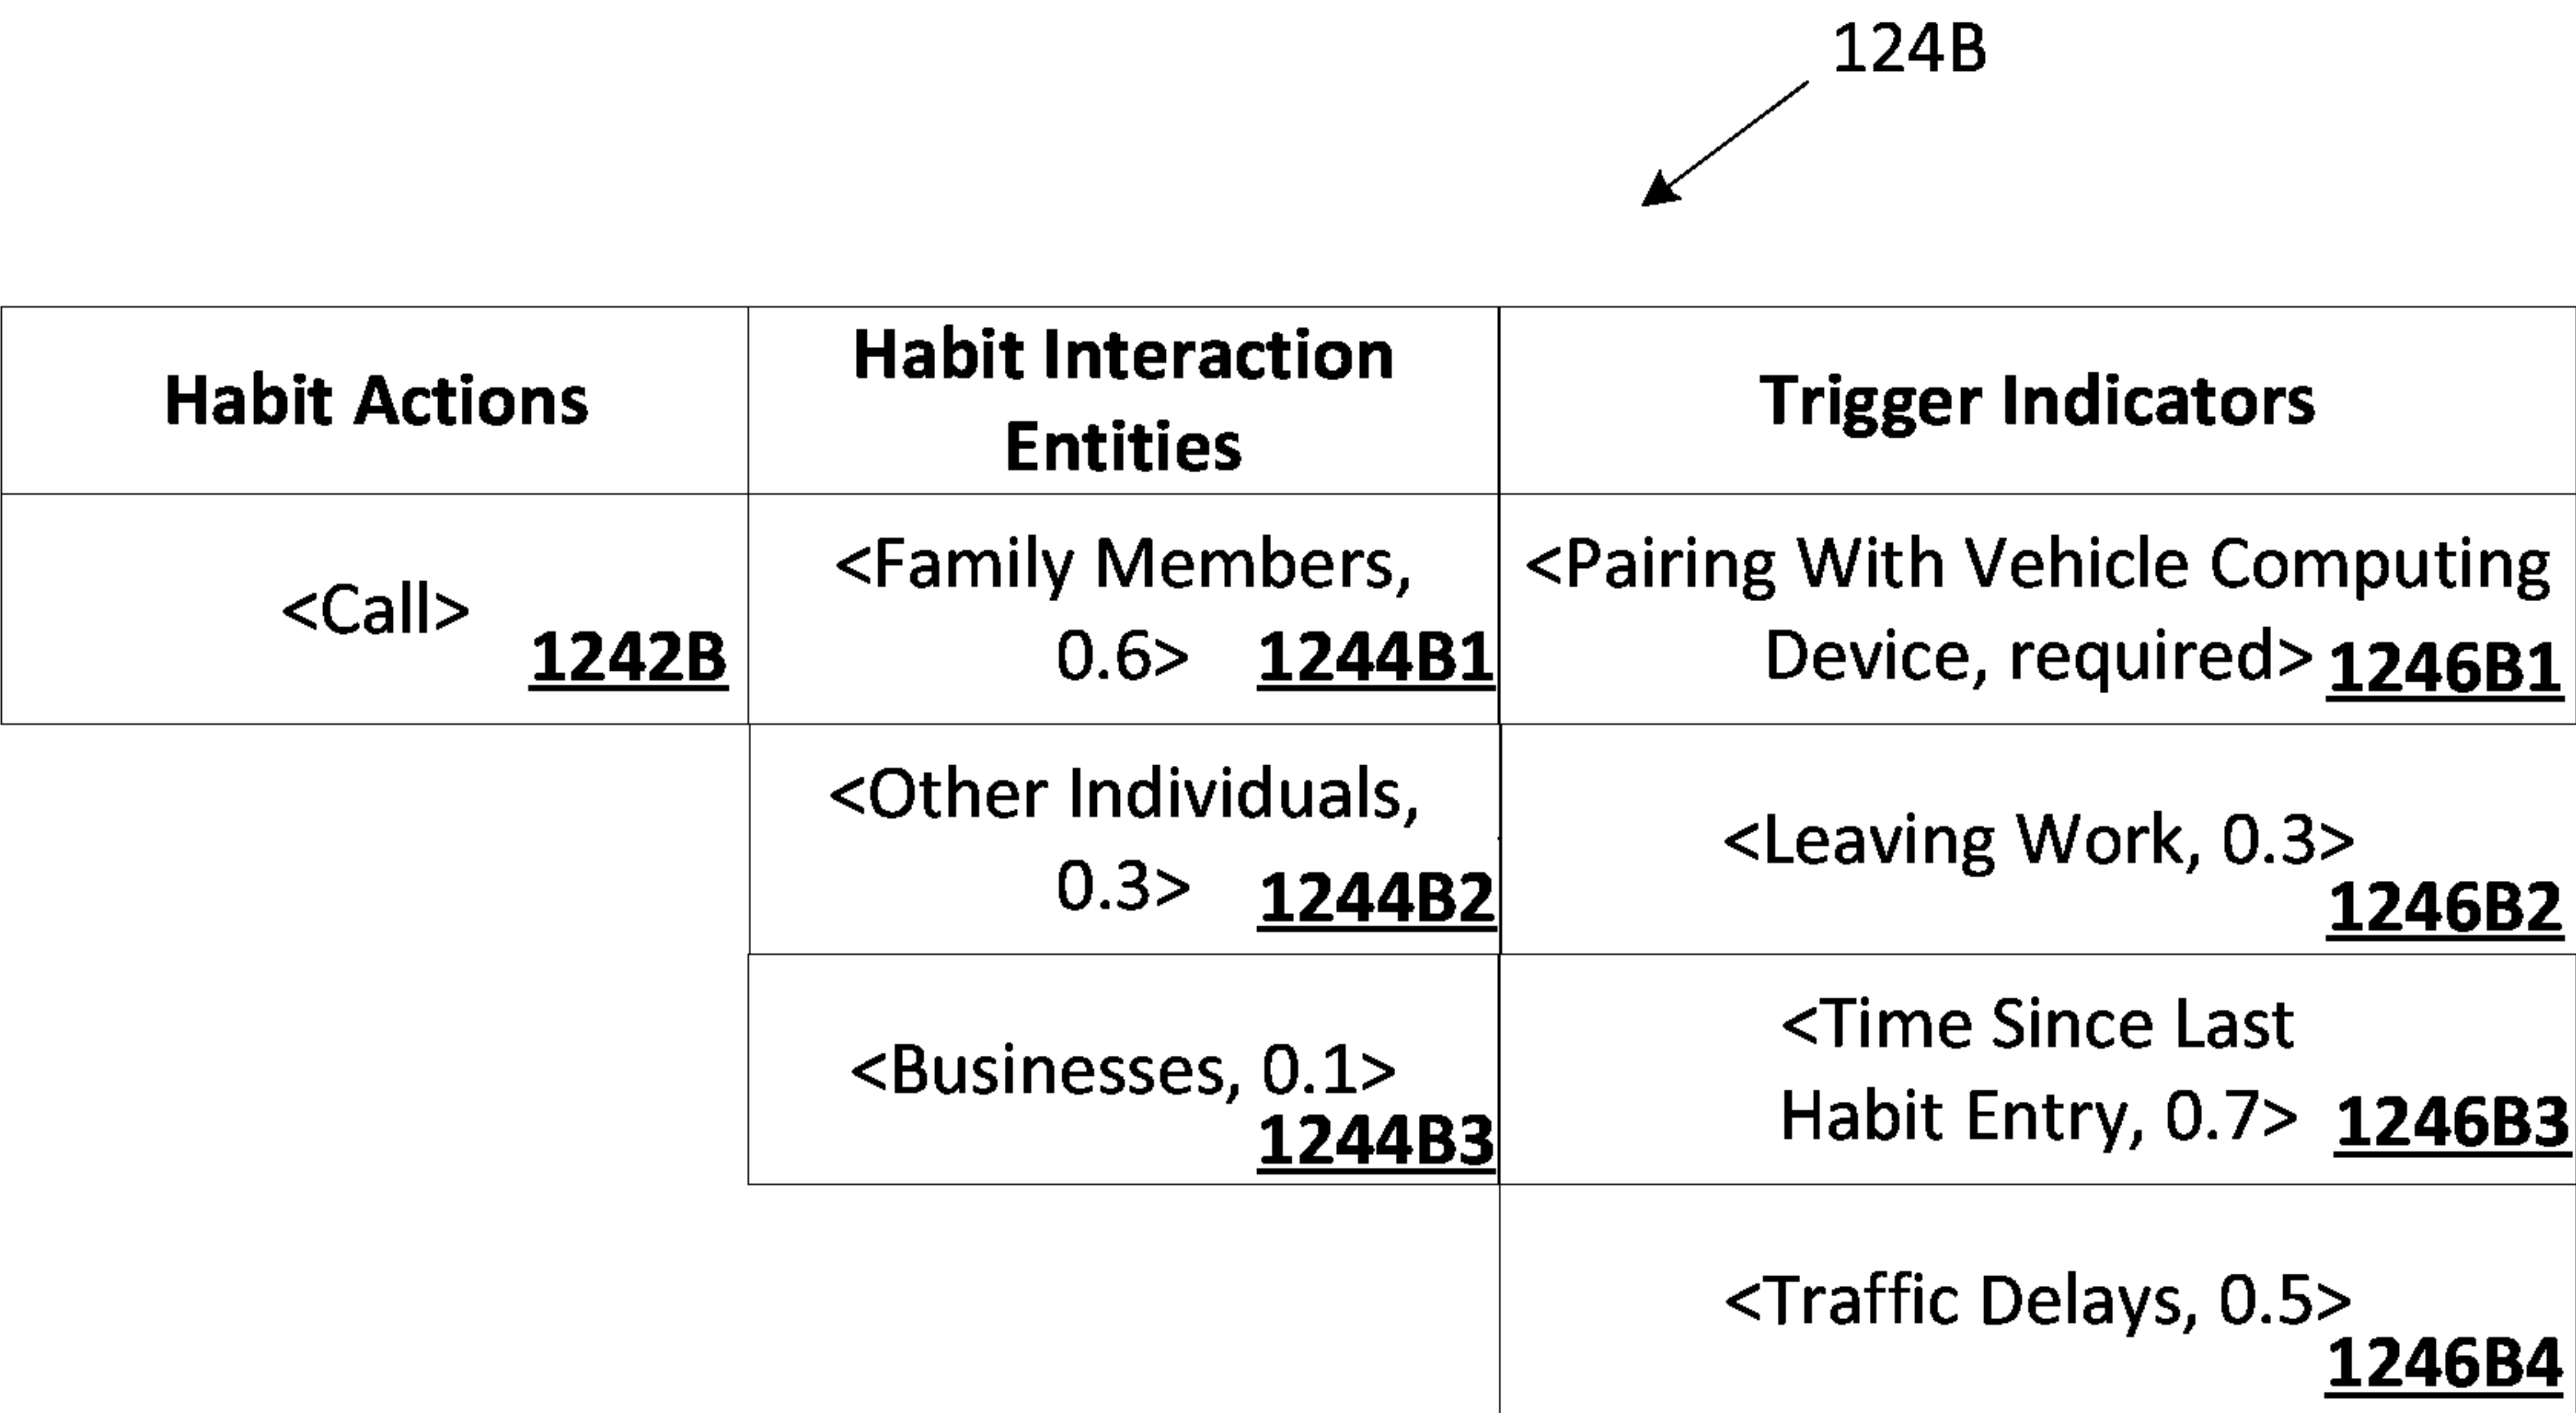 124B
Habit Actions
Habit Interaction
Entities
Trigger Indicators
<Call>
1242B
<Family Members,
0.6> 1244B1
<Pairing With Vehicle Computing
Device, required> 1246B1
<Other Individuals,
0.3> 1244B2
<Leaving Work, 0.3>
1246B2
<Businesses, 0.1>
1244B3
<Time Since Last
Habit Entry, 0.7> 1246B3
<Traffic Delays, 0.5>
1246B4